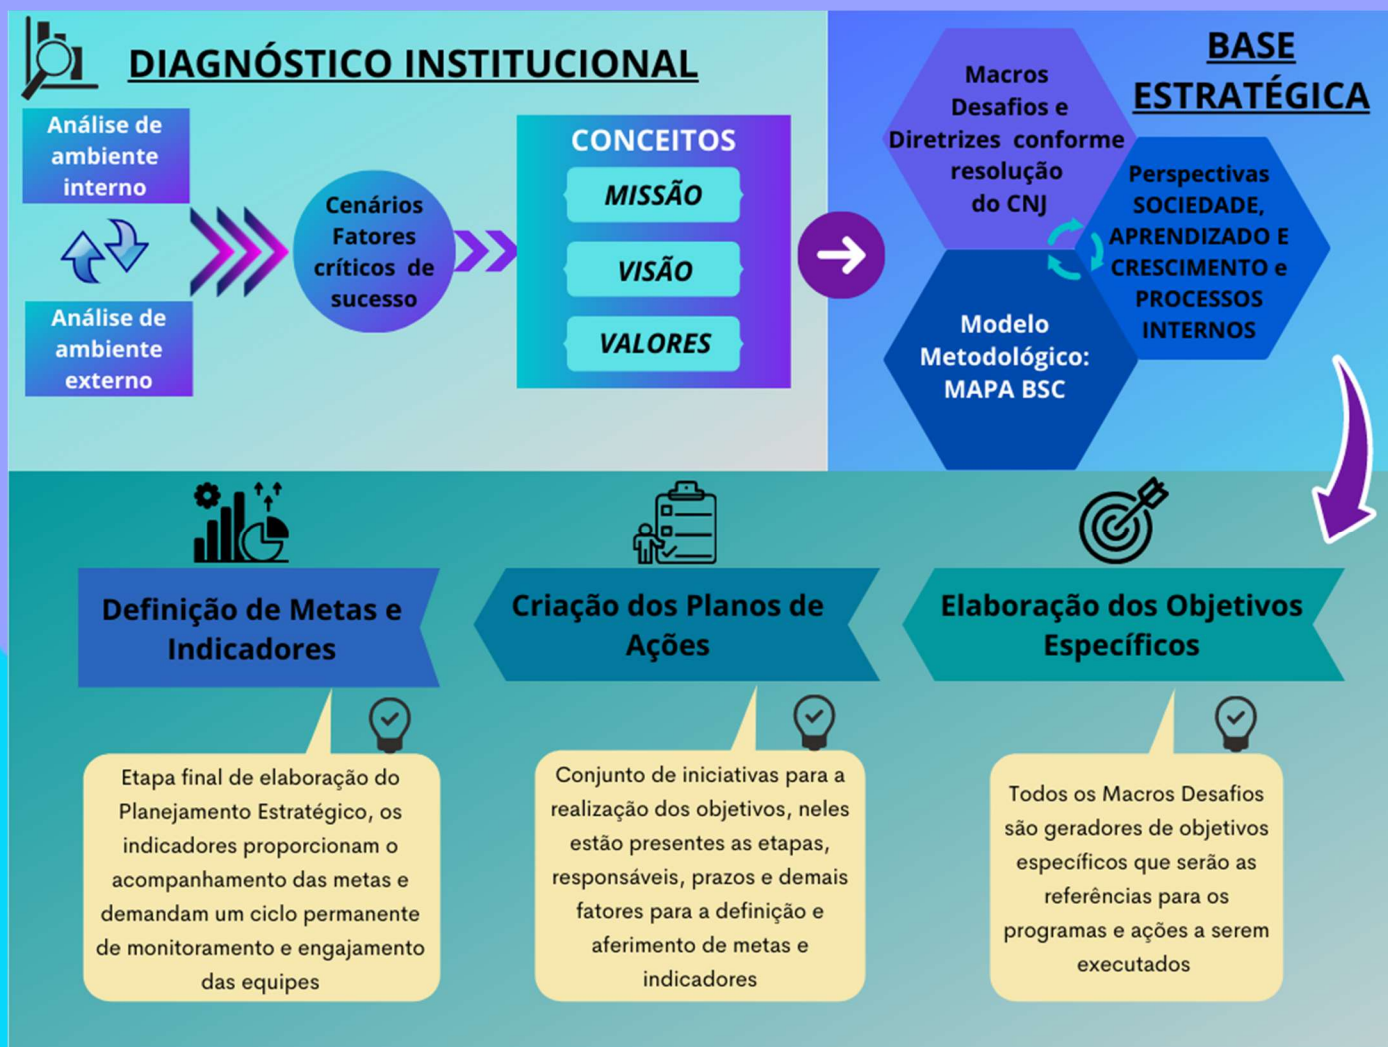 DIAGNÓSTICO INSTITUCIONAL
Análise de
ambiente
interno
Análise de
ambiente
externo
Cenários
Fatores
críticos de
sucesso
CONCEITOS
MISSÃO
VISÃO
VALORES
BASE
ESTRATÉGICA
Macros
Desafios e
Diretrizes conforme
resolução
do CNJ
Perspectivas
SOCIEDADE,
APRENDIZADO E
CRESCIMENTO e
PROCESSOS
INTERNOS
Modelo
Metodológico:
MAPA BSC
Definição de Metas e
Indicadores
Etapa final de elaboração do
Planejamento Estratégico, os
indicadores proporcionam o
acompanhamento das metas e
demandam um ciclo permanente
de monitoramento e engajamento
das equipes
Criação dos Planos de
Ações
Conjunto de iniciativas para a
realização dos objetivos, neles
estão presentes as etapas,
responsáveis, prazos e demais
fatores para a definição e
aferimento de metas e
indicadores
Elaboração dos Objetivos
Específicos
Todos os Macros Desafios
são geradores de objetivos
específicos que serão as
referências para os
programas e ações a serem
executados